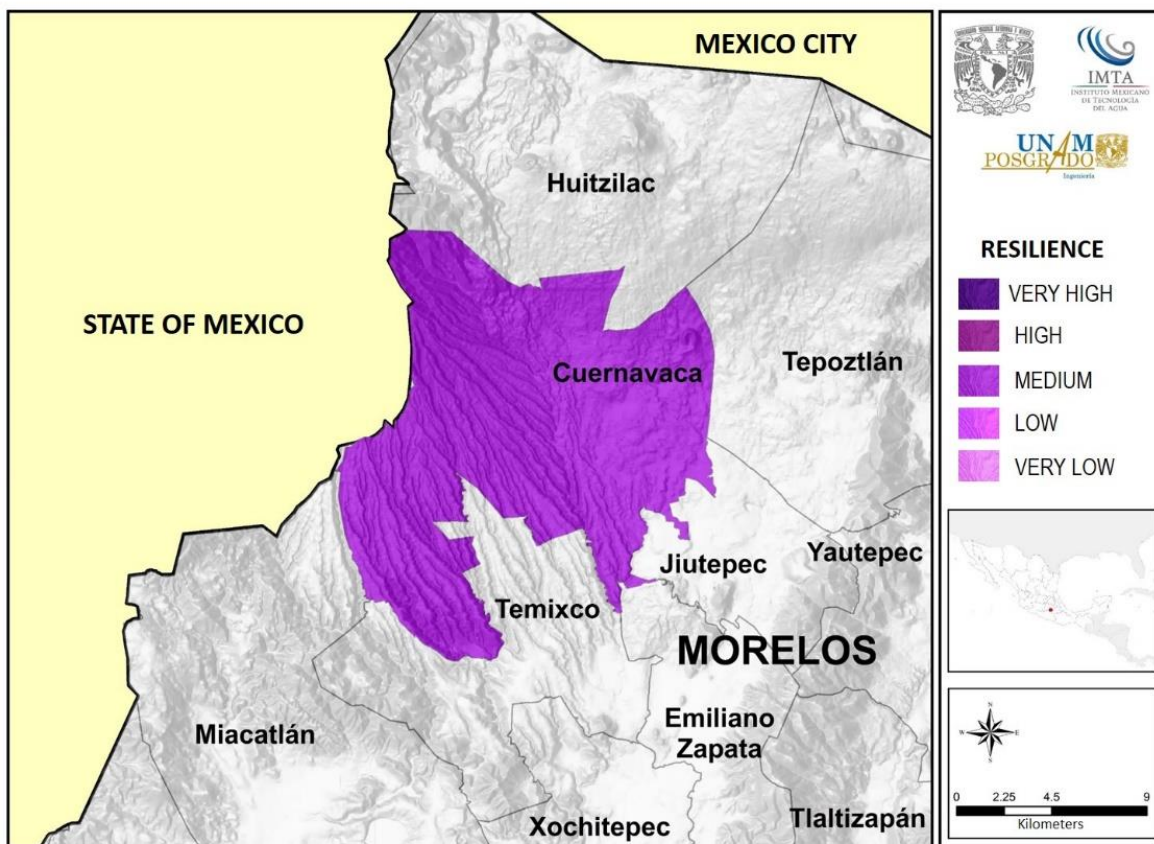 MEXICO CITY
Huitzilac
STATE OF MEXICO
Cuernavaca
Tepoztlán
Jiutepec
Yautepec
Temixco
MORELOS
Miacatlán
Emiliano
Zapata
Xochitepec
Tlaltizapán
IMTA
INSTITUTO MEXICANO
DE TECNOLOGÍA
DEL AGUA
UNAM
POSGRADO
Ingeniería
RESILIENCE
VERY HIGH
HIGH
MEDIUM
LOW
VERY LOW
N
W E
S
0 2.25 4.5 9
Kilometers